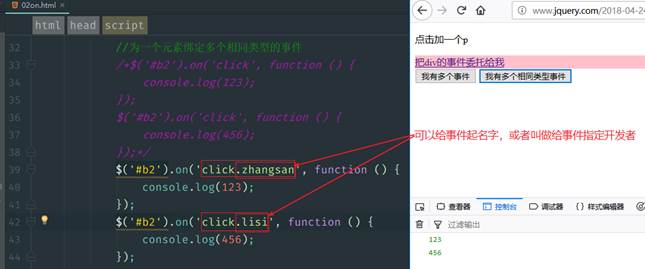 02on.html
html head script
32 //为一个元素绑定多个相同类型的事件
33 /*$('#b2').on('click', function () {
34 console.log(123);
35 });
36 $('#b2').on('click', function () {
37 console.log(456);
38 });*/
39 $('#b2').on('click.zhangsan', function () {
40 console.log(123);
41 });
42 $('#b2').on('click.lisi', function () {
43 console.log(456);
44 });
www.jquery.com/2018-04-24
点击加一个p
把div的事件委托给我
我有多个事件 我有多个相同类型事件
可以给事件起名字，或者叫做给事件指定开发者
查看器 控制台 调试器 {} 样式编辑器
过滤输出
123
456